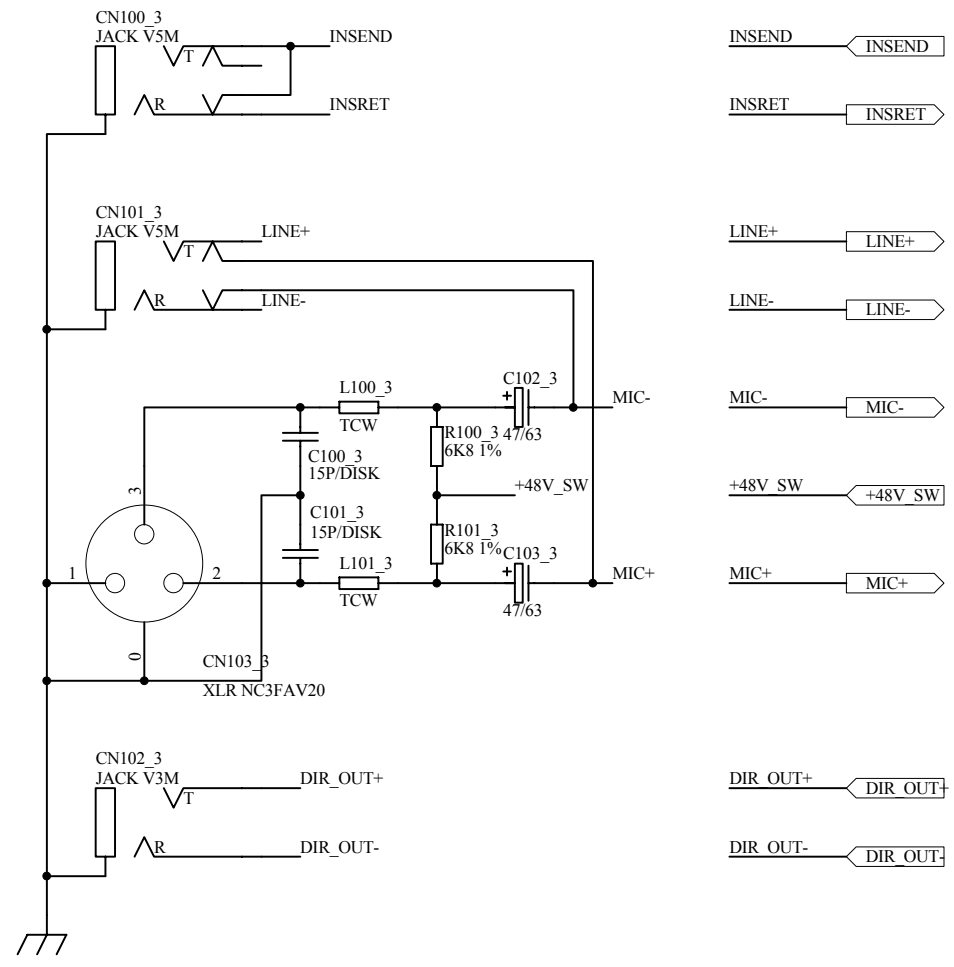 CN100_3
JACK V5M
T
INSEND
R
INSRET
INSEND
INSEND
INSRET
INSRET
CN101_3
JACK V5M
T
LINE+
R
LINE-
LINE+
LINE+
LINE-
LINE-
L100_3
TCW
C102_3
+
47/63
MIC-
MIC-
MIC-
R100_3
6K8 1%
C100_3
15P/DISK
+48V_SW
+48V_SW
+48V_SW
C101_3
15P/DISK
R101_3
6K8 1%
L101_3
TCW
C103_3
+
47/63
MIC+
MIC+
MIC+
3
1
2
0
CN103_3
XLR NC3FAV20
CN102_3
JACK V3M
T
DIR_OUT+
R
DIR_OUT-
DIR_OUT+
DIR_OUT+
DIR_OUT-
DIR_OUT-